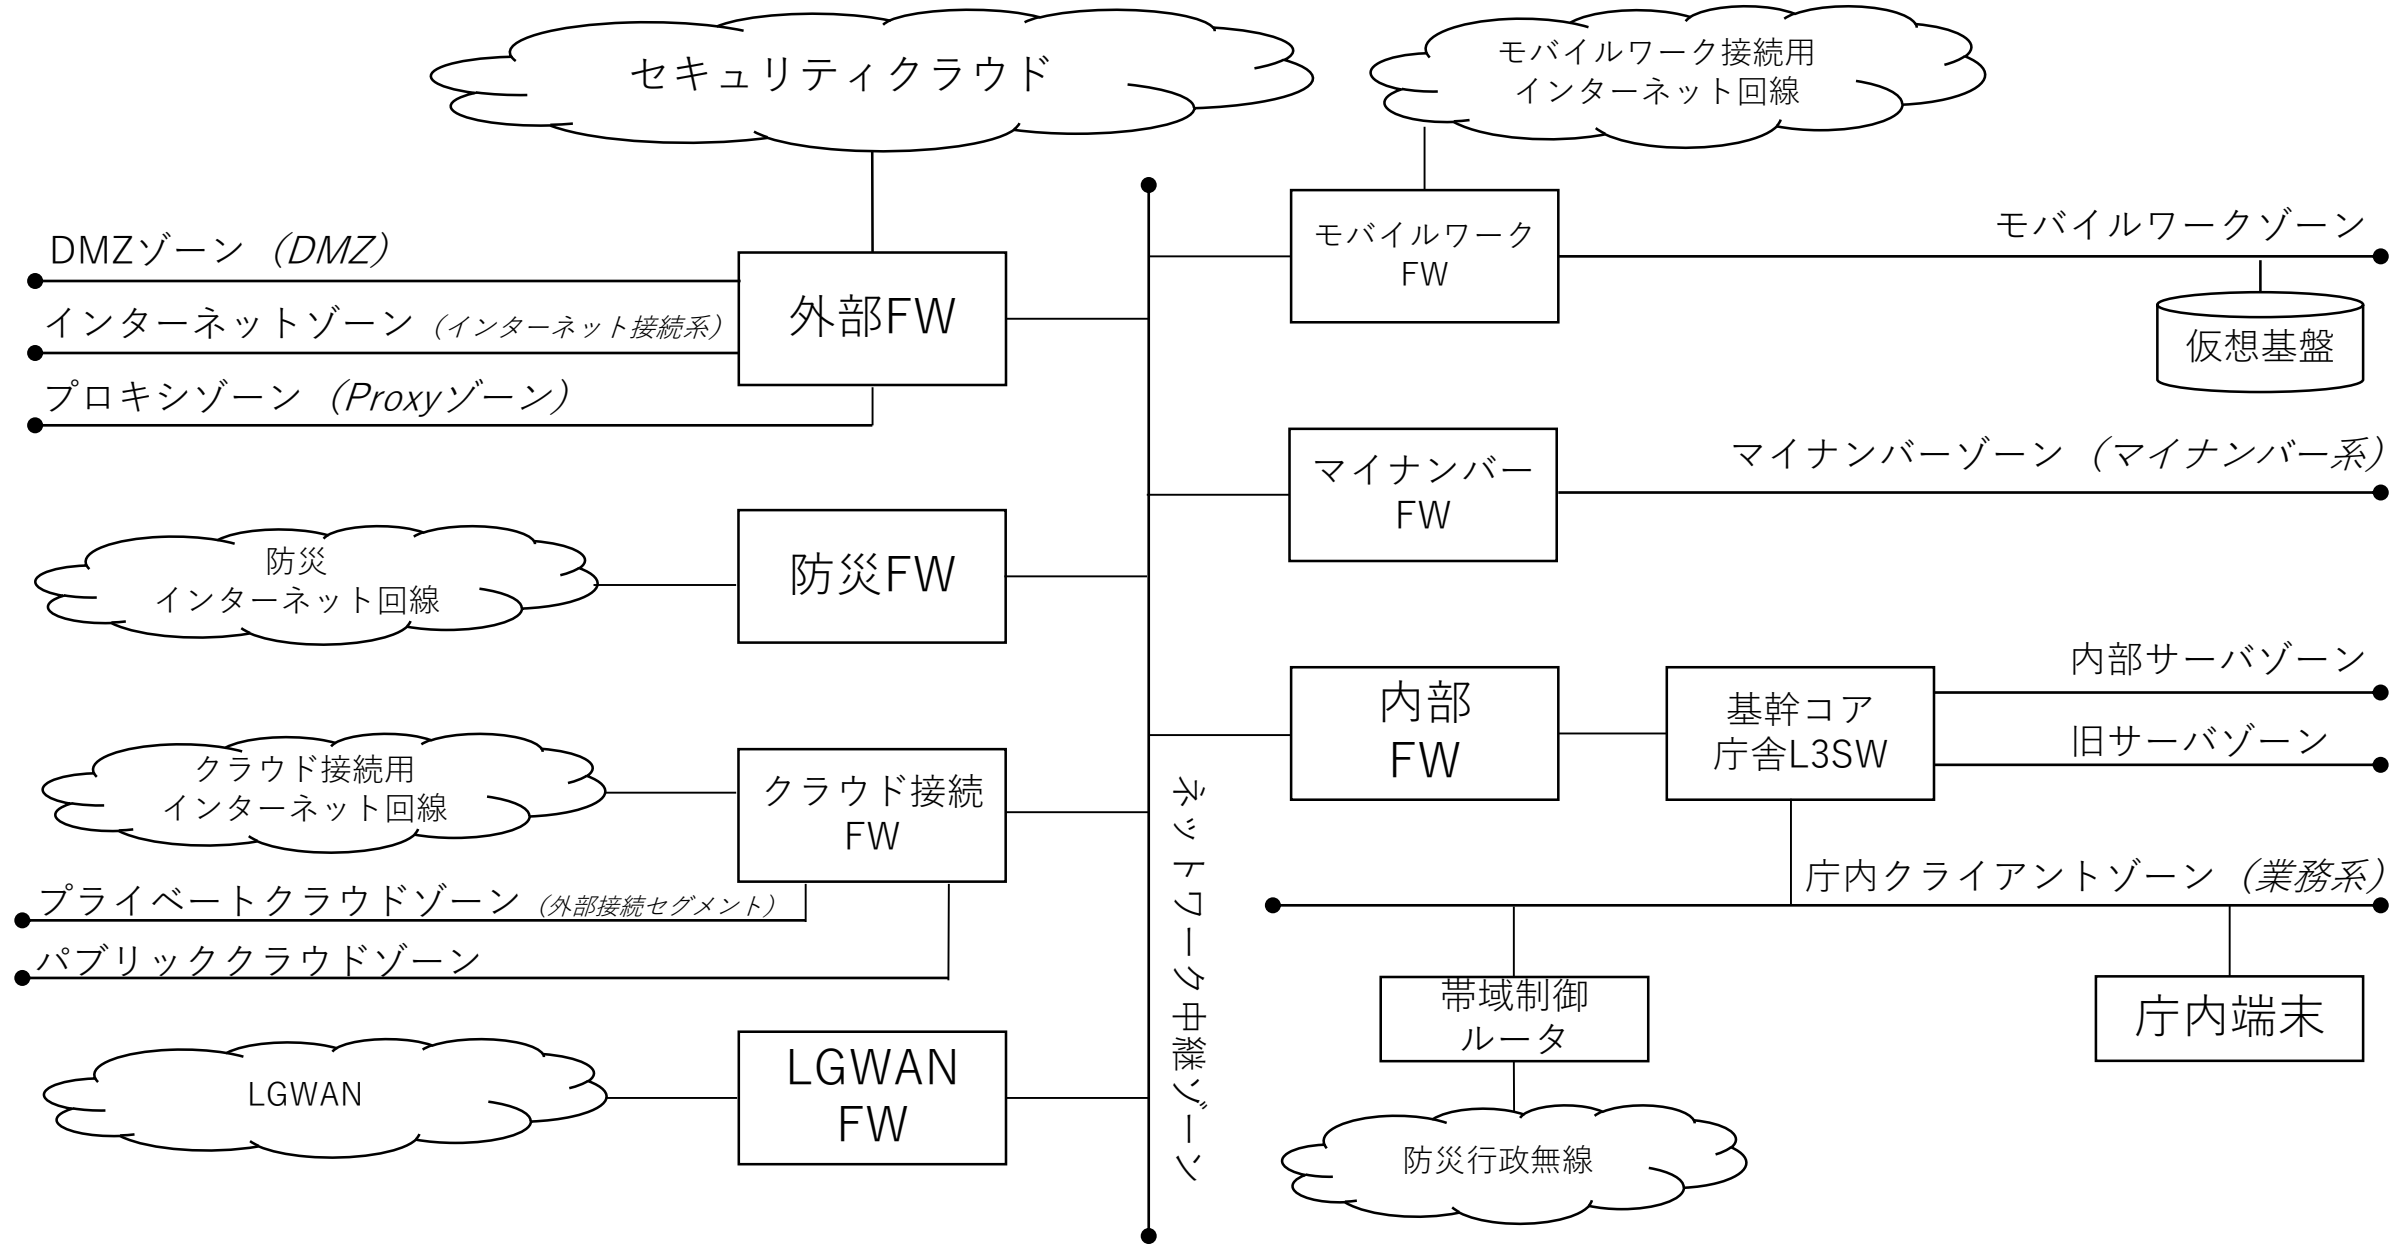 セキュリティクラウド
モバイルワーク接続用
インターネット回線
DMZゾーン（DMZ）
インターネットゾーン（インターネット接続系）
プロキシゾーン（Proxyゾーン）
外部FW
モバイルワーク
FW
モバイルワークゾーン
仮想基盤
マイナンバー
FW
マイナンバーゾーン（マイナンバー系）
防災
インターネット回線
防災FW
内部
FW
基幹コア
庁舎L3SW
内部サーバゾーン
旧サーバゾーン
クラウド接続用
インターネット回線
クラウド接続
FW
プライベートクラウドゾーン（外部接続セグメント）
パブリッククラウドゾーン
ネットワーク中継ゾーン
庁内クライアントゾーン（業務系）
帯域制御
ルータ
庁内端末
LGWAN
LGWAN
FW
防災行政無線